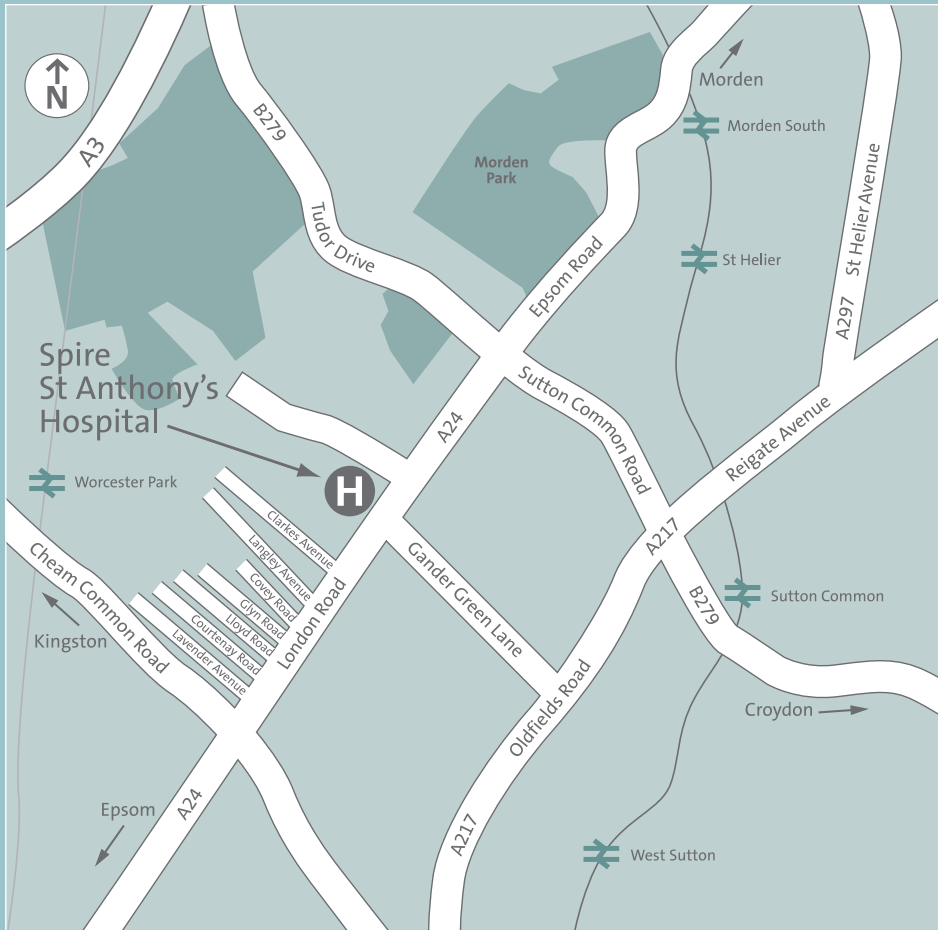 N
A3
B279
Morden
Morden South
Morden
Park
St Helier Avenue
Tudor Drive
Epsom Road
St Helier
A297
Spire
St Anthony's
Hospital
Sutton Common Road
A24
Reigate Avenue
H
Worcester Park
Clarkes Avenue
Langley Avenue
Covey Road
Glyn Road
Lloyd Road
Courtenay Road
Lavender Avenue
London Road
Gander Green Lane
A217
Cheam Common Road
Kingston
B279
Sutton Common
Oldfields Road
Croydon
Epsom
A24
A217
West Sutton